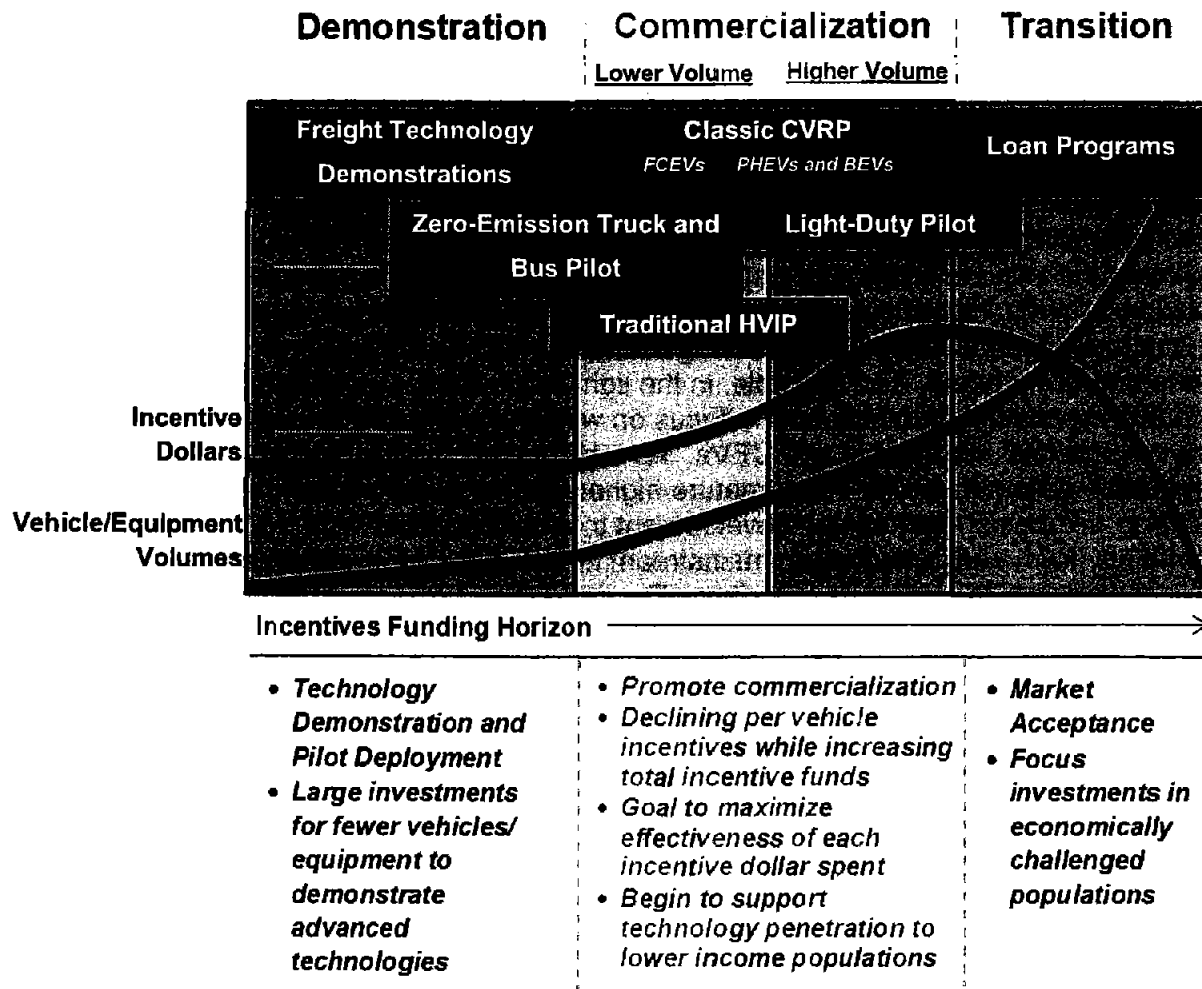 Demonstration
Commercialization
Transition
Lower Volume
Higher Volume
Freight Technology
Demonstrations
Classic CVRP
FCEVs PHEVs and BEVs
Loan Programs
Zero-Emission Truck and
Bus Pilot
Light-Duty Pilot
Traditional HVIP
Incentive
Dollars
Vehicle/Equipment
Volumes
Incentives Funding Horizon
• Technology
Demonstration and
Pilot Deployment
• Large investments
for fewer vehicles/
equipment to
demonstrate
advanced
technologies
• Promote commercialization
• Declining per vehicle
incentives while increasing
total incentive funds
• Goal to maximize
effectiveness of each
incentive dollar spent
• Begin to support
technology penetration to
lower income populations
• Market
Acceptance
• Focus
investments in
economically
challenged
populations